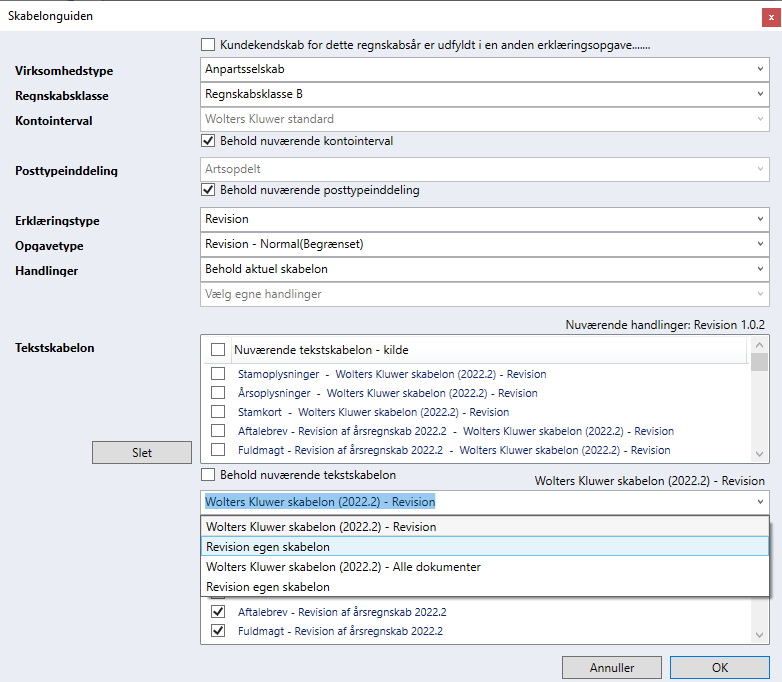 Skabelonguiden
x
Kundekendskab for dette regnskabsår er udfyldt i en anden erklæringsopgave.......
Virksomhedstype
Anpartsselskab
Regnskabsklasse
Regnskabsklasse B
Kontointerval
Wolters Kluwer standard
Behold nuværende kontointerval
Posttypeinddeling
Artsopdelt
Behold nuværende posttypeinddeling
Erklæringstype
Revision
Opgavetype
Revision - Normal(Begrænset)
Handlinger
Behold aktuel skabelon
Vælg egne handlinger
Nuværende handlinger: Revision 1.0.2
Tekstskabelon
Nuværende tekstskabelon - kilde
Stamoplysninger - Wolters Kluwer skabelon (2022.2) - Revision
Årsoplysninger - Wolters Kluwer skabelon (2022.2) - Revision
Stamkort - Wolters Kluwer skabelon (2022.2) - Revision
Aftalebrev - Revision af årsregnskab 2022.2 - Wolters Kluwer skabelon (2022.2) - Revision
Fuldmagt - Revision af årsregnskab 2022.2 - Wolters Kluwer skabelon (2022.2) - Revision
Slet
Behold nuværende tekstskabelon
Wolters Kluwer skabelon (2022.2) - Revision
Wolters Kluwer skabelon (2022.2) - Revision
Wolters Kluwer skabelon (2022.2) - Revision
Revision egen skabelon
Wolters Kluwer skabelon (2022.2) - Alle dokumenter
Revision egen skabelon
Aftalebrev - Revision af årsregnskab 2022.2
Fuldmagt - Revision af årsregnskab 2022.2
Annuller
OK